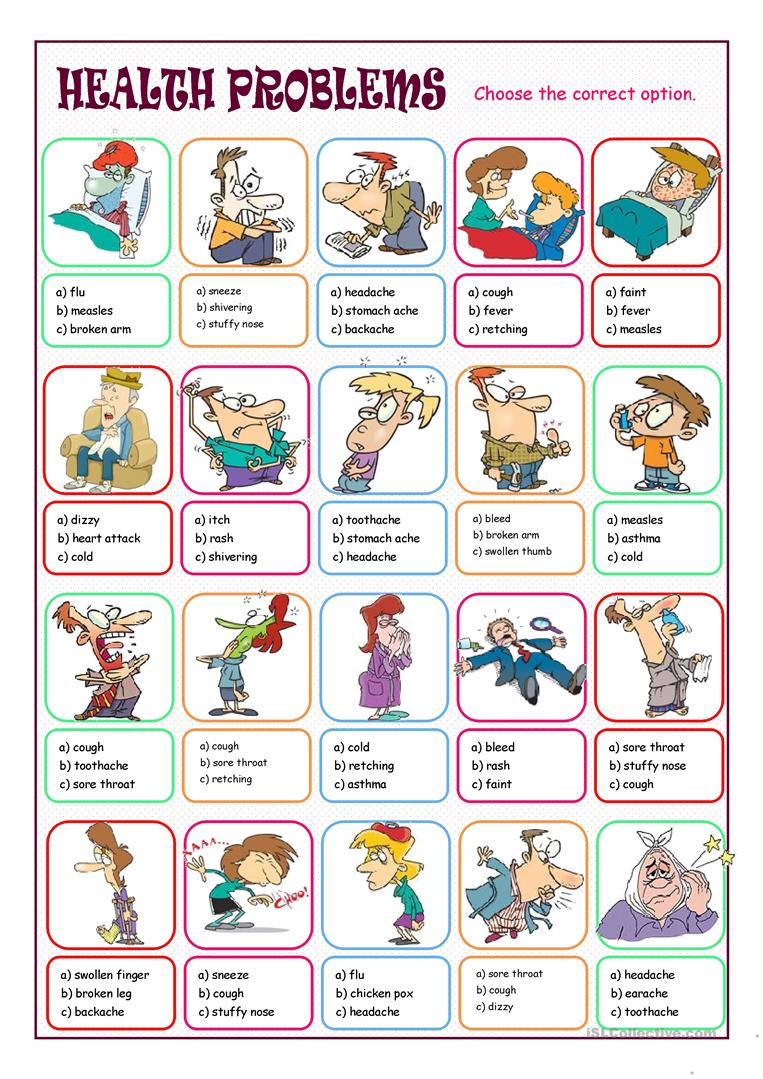 HEALTH PROBLEMS
Choose the correct option.
a) flu
b) measles
c) broken arm
a) sneeze
b) shivering
c) stuffy nose
a) headache
b) stomach ache
c) backache
a) cough
b) fever
c) retching
a) faint
b) fever
c) measles
a) dizzy
b) heart attack
c) cold
a) itch
b) rash
c) shivering
a) toothache
b) stomach ache
c) headache
a) bleed
b) broken arm
c) swollen thumb
a) measles
b) asthma
c) cold
a) cough
b) toothache
c) sore throat
a) cough
b) sore throat
c) retching
a) cold
b) retching
c) asthma
a) bleed
b) rash
c) faint
a) sore throat
b) stuffy nose
c) cough
AAAA...
CHOO!
a) swollen finger
b) broken leg
c) backache
a) sneeze
b) cough
c) stuffy nose
a) flu
b) chicken pox
c) headache
a) sore throat
b) cough
c) dizzy
a) headache
b) earache
c) toothache
iSLCollective.com